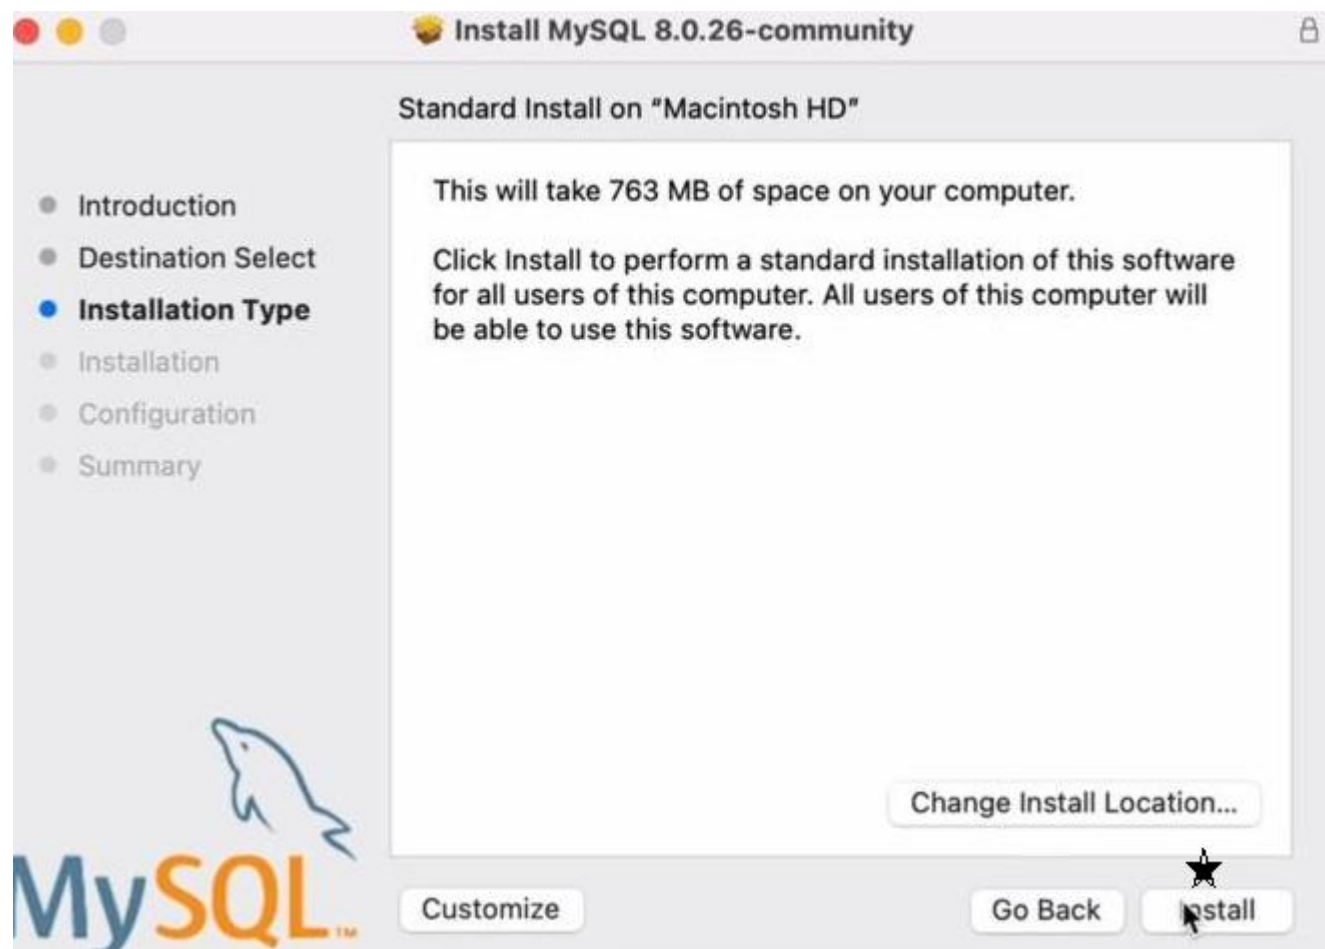 Install MySQL 8.0.26-community
Standard Install on "Macintosh HD"
Introduction
Destination Select
Installation Type
Installation
Configuration
Summary
This will take 763 MB of space on your computer.
Click Install to perform a standard installation of this software
for all users of this computer. All users of this computer will
be able to use this software.
Change Install Location...
MySQL™
Customize
Go Back
Install